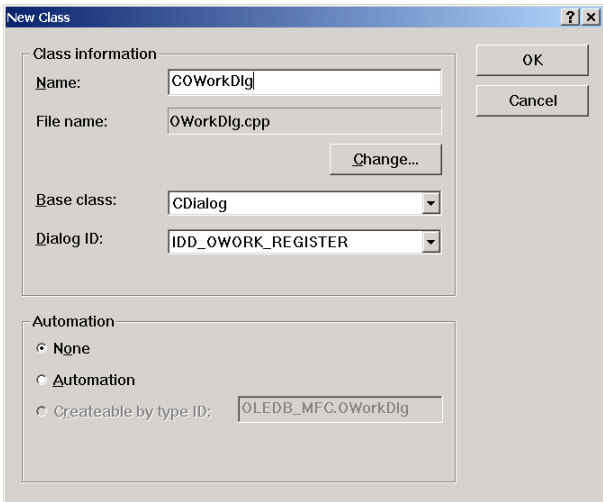 New Class
Class information
Name: COWorkDlg
File name: OWorkDlg.cpp
Change...
Base class: CDialog
Dialog ID: IDD_OWORK_REGISTER
OK
Cancel
Automation
None
Automation
Createable by type ID: OLEDB_MFC.OWorkDlg